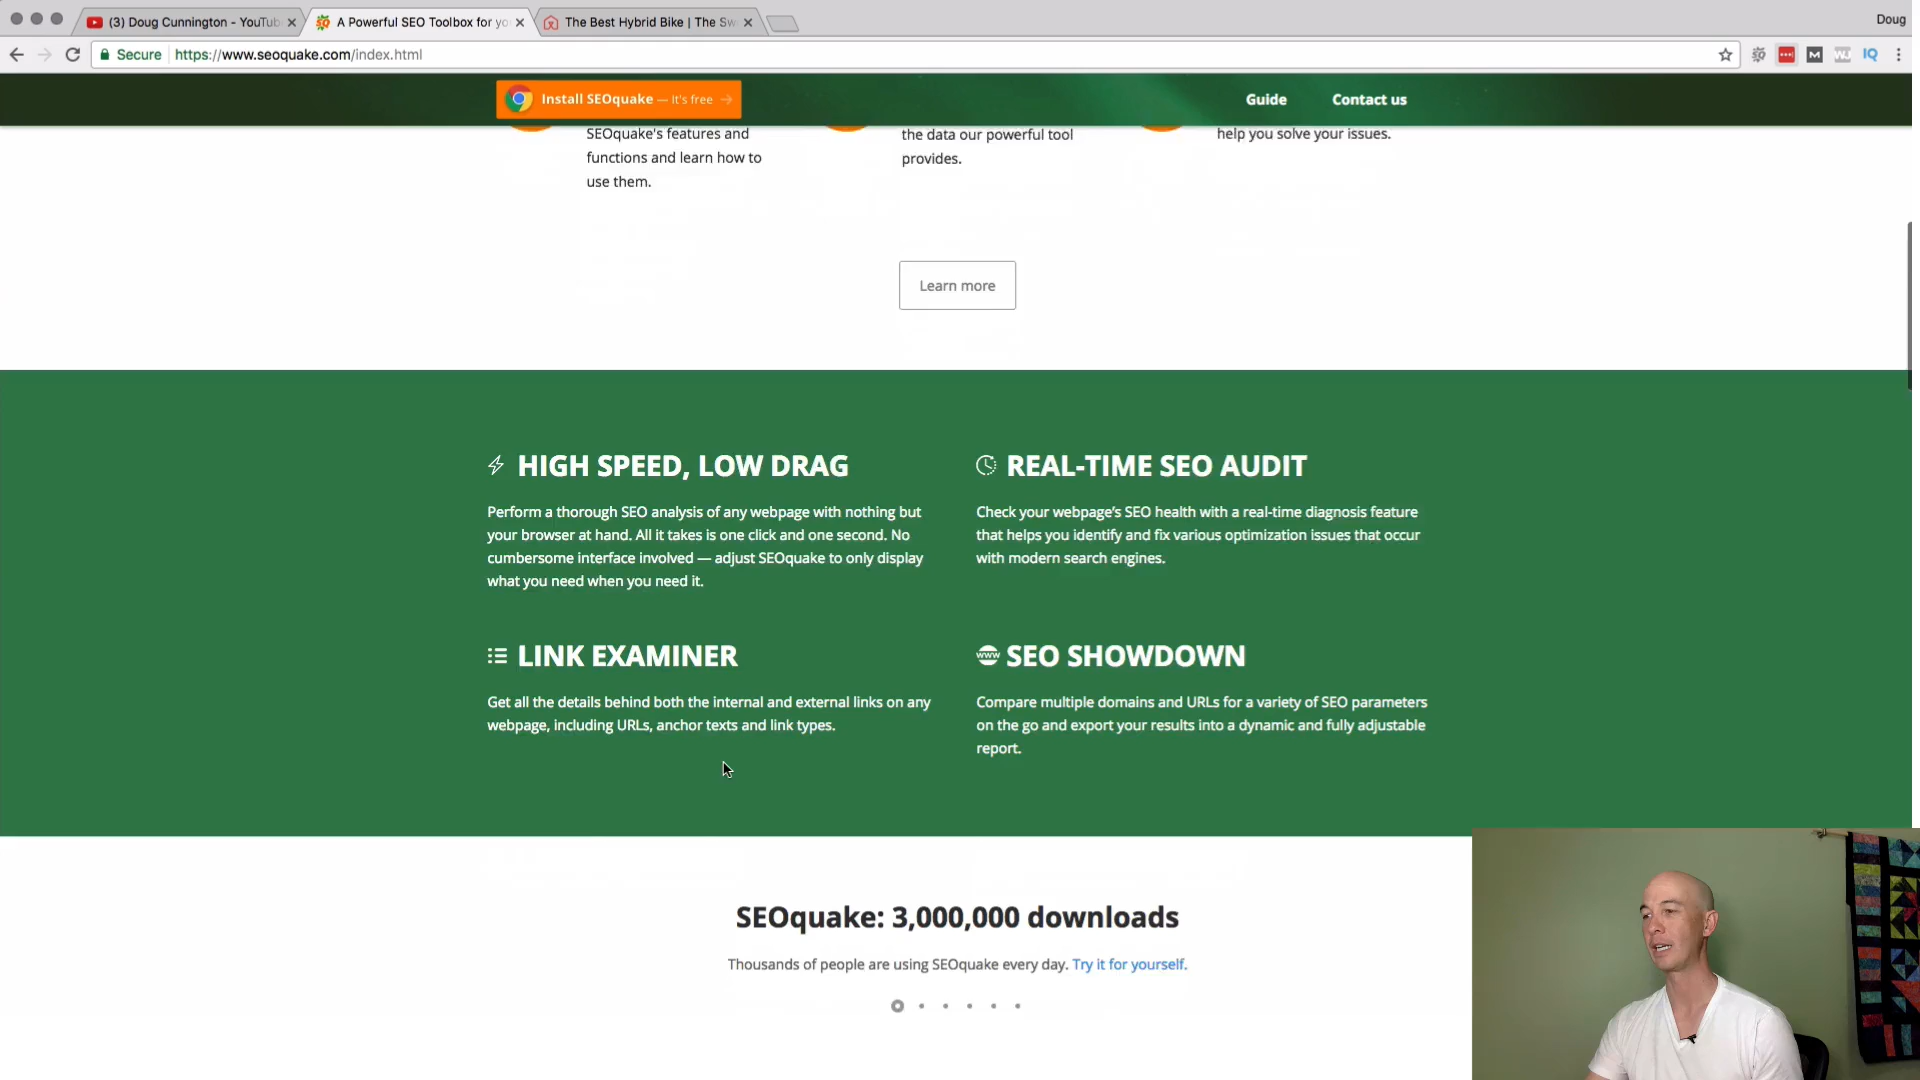 (3) Doug Cunnington - YouTub
A Powerful SEO Toolbox for yo
The Best Hybrid Bike | The Sw
Doug
Secure
https://www.seoquake.com/index.html
IQ
Install SEOquake — it's free →
Guide
Contact us
SEOquake's features and
functions and learn how to
use them.
the data our powerful tool
provides.
help you solve your issues.
Learn more
HIGH SPEED, LOW DRAG
Perform a thorough SEO analysis of any webpage with nothing but
your browser at hand. All it takes is one click and one second. No
cumbersome interface involved — adjust SEOquake to only display
what you need when you need it.
REAL-TIME SEO AUDIT
Check your webpage's SEO health with a real-time diagnosis feature
that helps you identify and fix various optimization issues that occur
with modern search engines.
LINK EXAMINER
Get all the details behind both the internal and external links on any
webpage, including URLs, anchor texts and link types.
www SEO SHOWDOWN
Compare multiple domains and URLs for a variety of SEO parameters
on the go and export your results into a dynamic and fully adjustable
report.
SEOquake: 3,000,000 downloads
Thousands of people are using SEOquake every day. Try it for yourself.